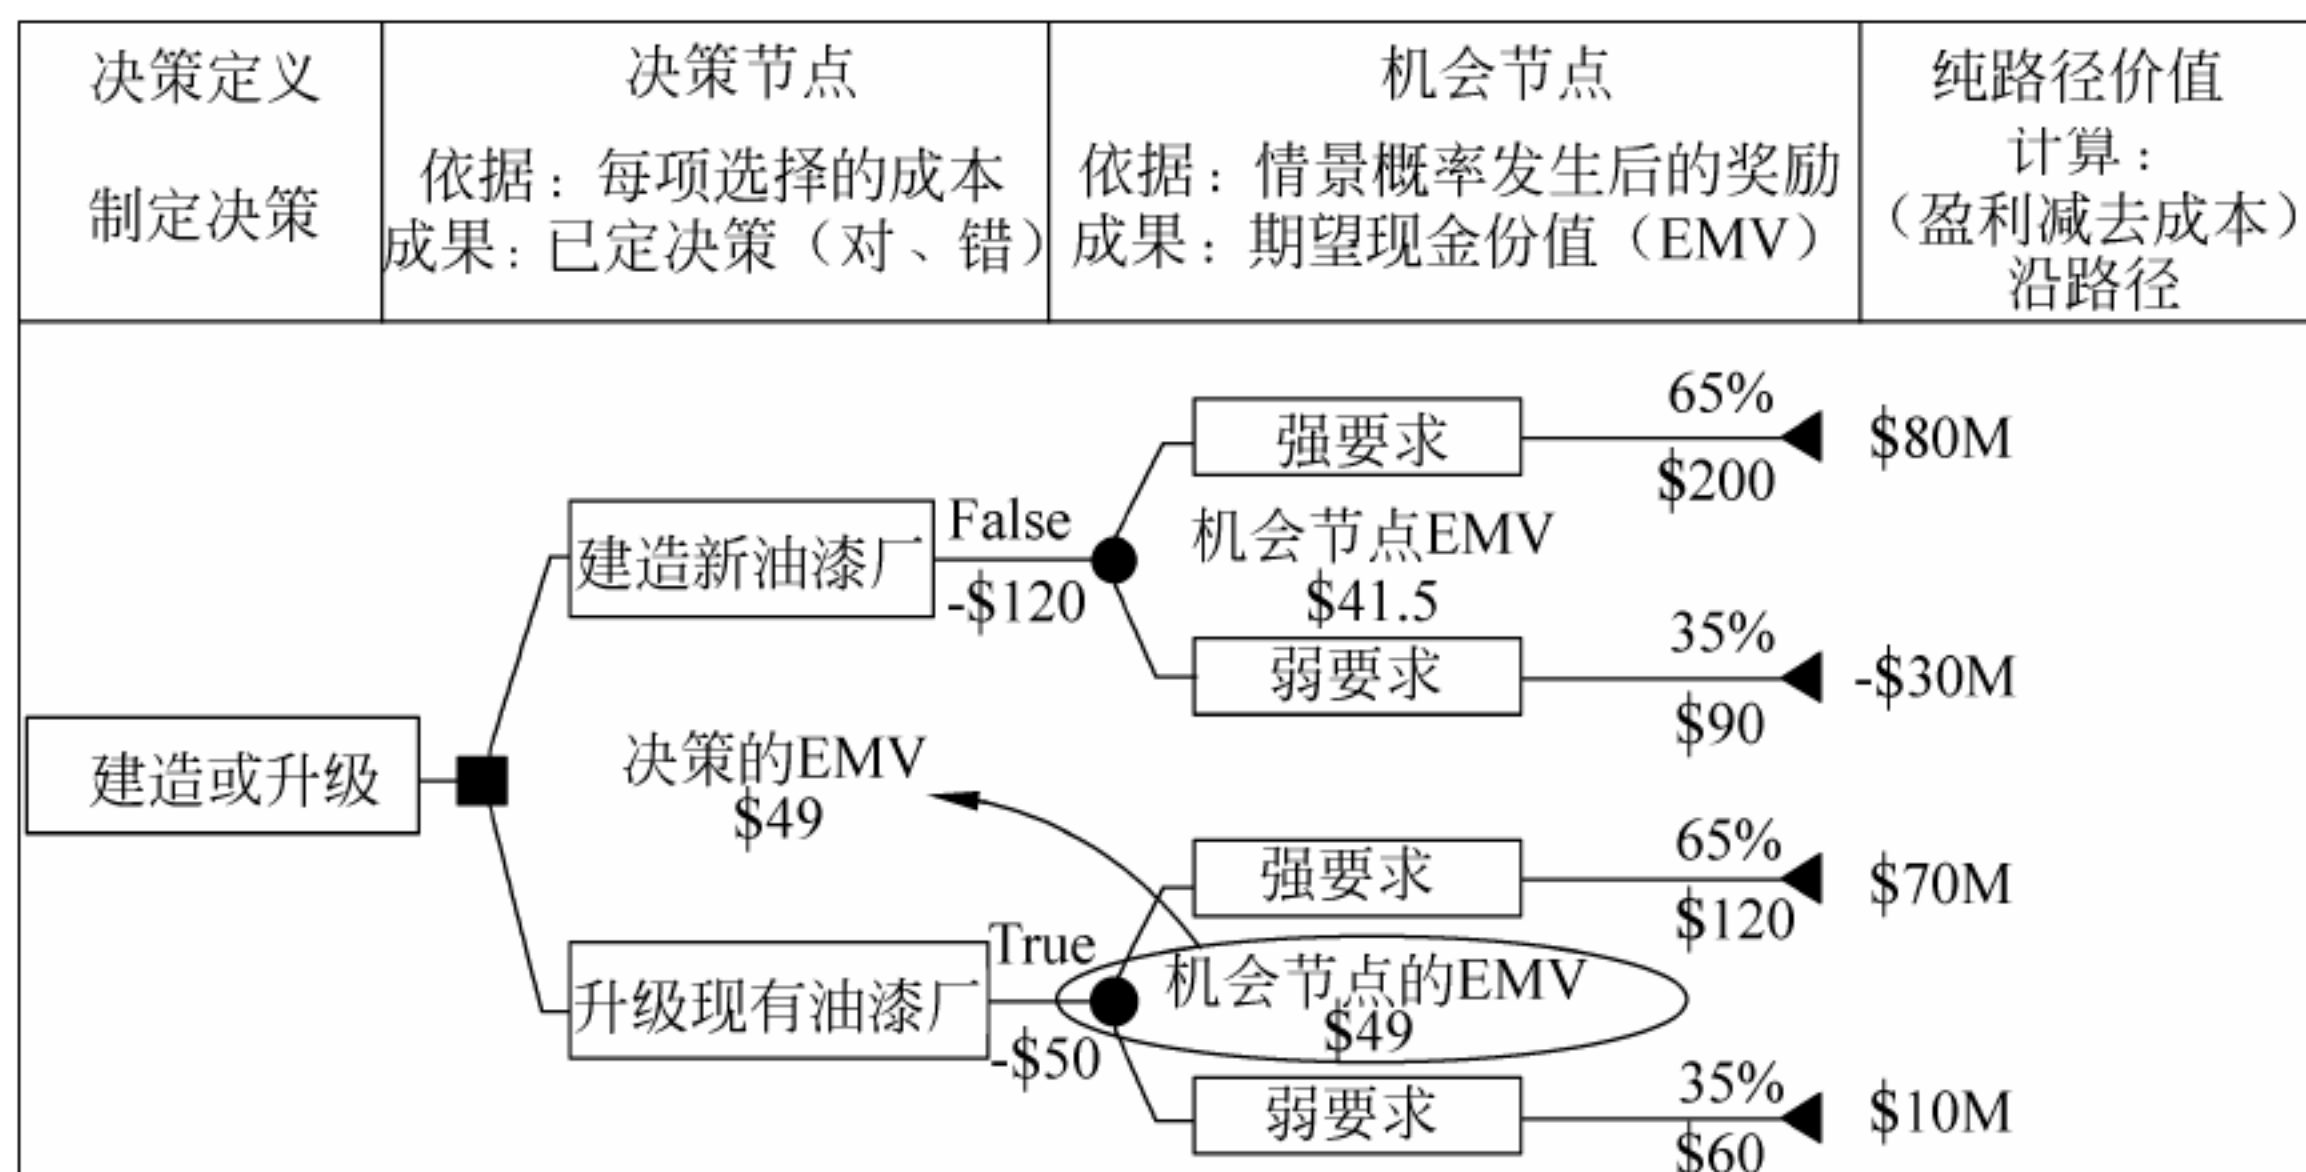 决策定义
制定决策
决策节点
依据：每项选择的成本
成果：已定决策（对、错）
机会节点
依据：情景概率发生后的奖励
成果：期望现金份值（EMV）
纯路径价值
计算：
（盈利减去成本）
沿路径
建造或升级
建造新油漆厂
False
-$120
强要求
65%
$200
$80M
机会节点EMV
$41.5
弱要求
35%
$90
-$30M
决策的EMV
$49
升级现有油漆厂
True
-$50
强要求
65%
$120
$70M
机会节点的EMV
$49
弱要求
35%
$60
$10M